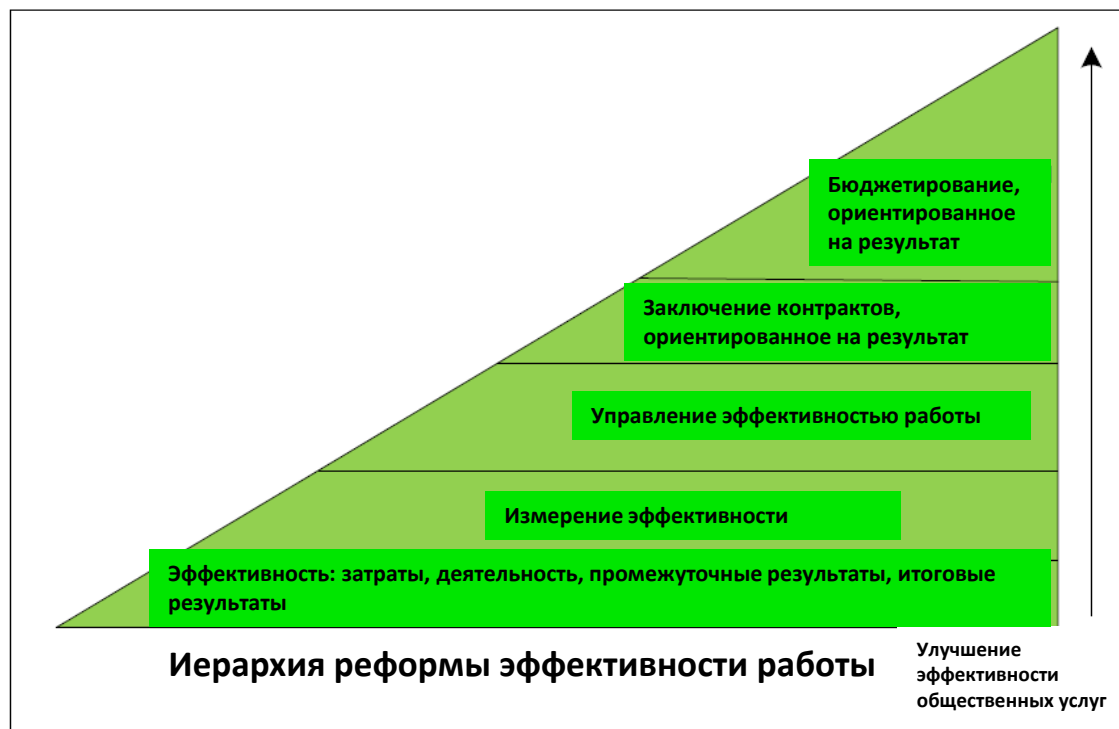 Бюджетирование,
ориентированное
на результат
Заключение контрактов,
ориентированное на результат
Управление эффективностью работы
Измерение эффективности
Эффективность: затраты, деятельность, промежуточные результаты, итоговые
результаты
Иерархия реформы эффективности работы
Улучшение
эффективности
общественных услуг